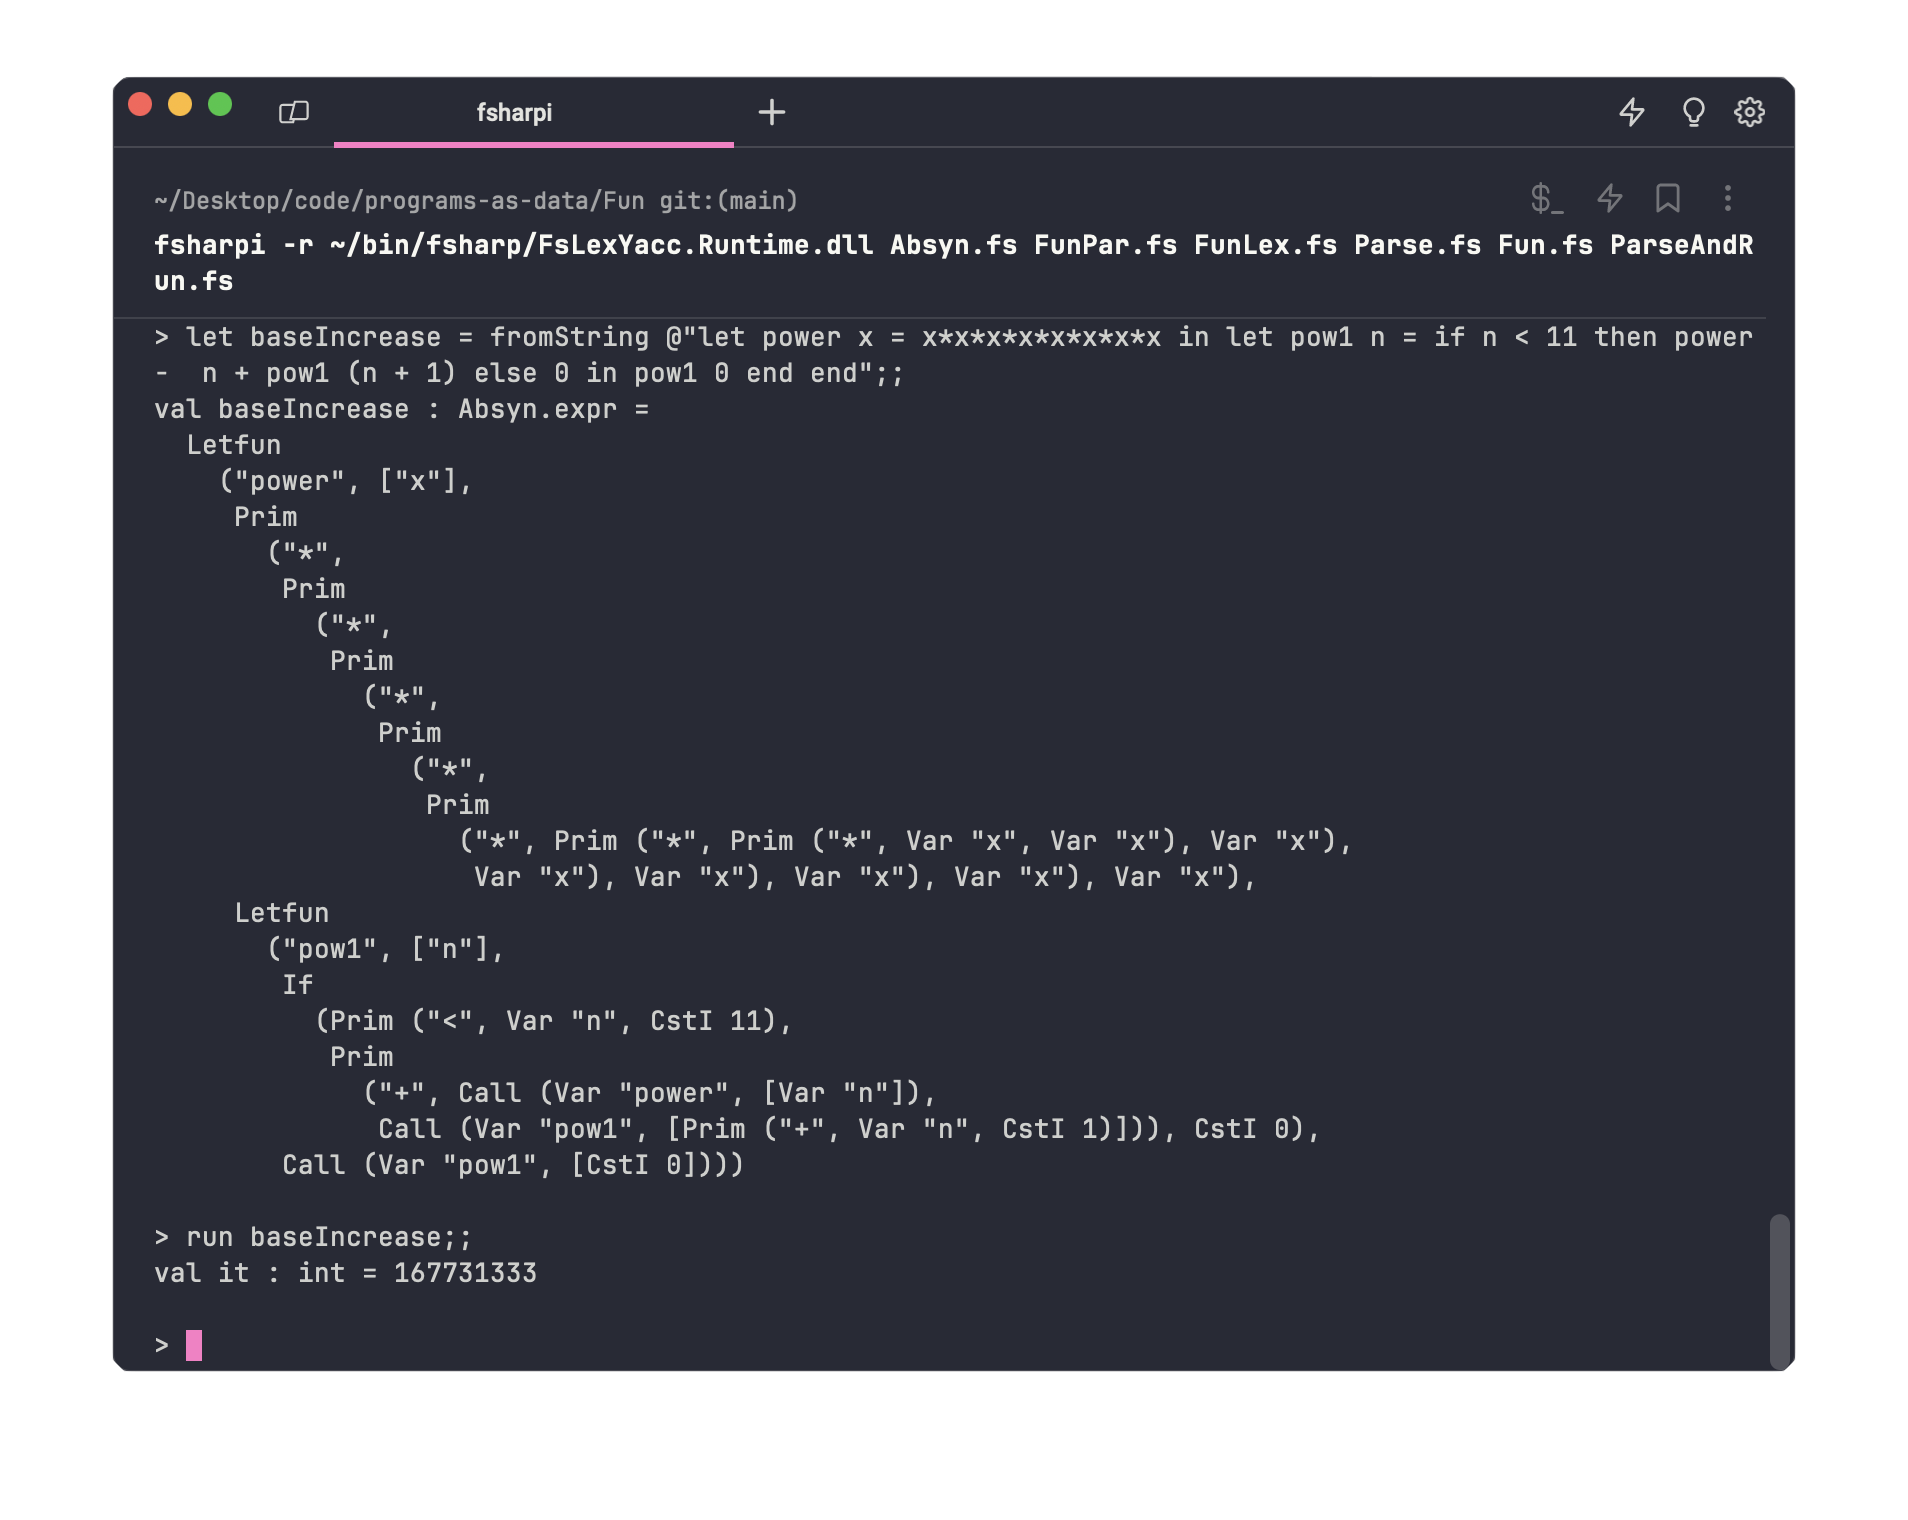 fsharpi
~/Desktop/code/programs-as-data/Fun git:(main)
$_
fsharpi -r ~/bin/fsharp/FsLexYacc.Runtime.dll Absyn.fs FunPar.fs FunLex.fs Parse.fs Fun.fs ParseAndR
un.fs
> let baseIncrease = fromString @"let power x = x*x*x*x*x*x*x*x in let pow1 n = if n < 11 then power
-  n + pow1 (n + 1) else 0 in pow1 0 end end";;
val baseIncrease : Absyn.expr =
  Letfun
    ("power", ["x"],
     Prim
       ("*",
        Prim
          ("*",
           Prim
             ("*",
              Prim
                ("*",
                 Prim
                   ("*", Prim ("*", Prim ("*", Var "x", Var "x"), Var "x"),
                    Var "x"), Var "x"), Var "x"), Var "x"), Var "x"),
     Letfun
       ("pow1", ["n"],
        If
          (Prim ("<", Var "n", CstI 11),
           Prim
             ("+", Call (Var "power", [Var "n"]),
              Call (Var "pow1", [Prim ("+", Var "n", CstI 1)])), CstI 0),
        Call (Var "pow1", [CstI 0])))
> run baseIncrease;;
val it : int = 167731333
>